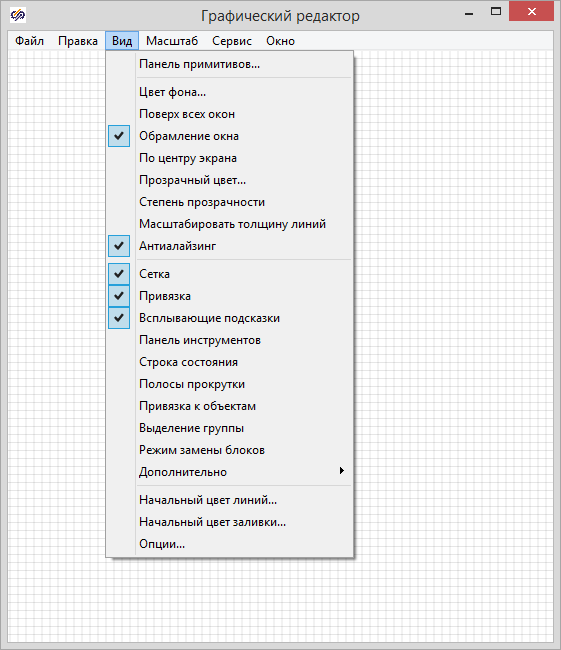 Графический редактор
Файл Правка Вид Масштаб Сервис Окно
Панель примитивов...
Цвет фона...
Поверх всех окон
Обрамление окна
По центру экрана
Прозрачный цвет...
Степень прозрачности
Масштабировать толщину линий
Антиалайзинг
Сетка
Привязка
Всплывающие подсказки
Панель инструментов
Строка состояния
Полосы прокрутки
Привязка к объектам
Выделение группы
Режим замены блоков
Дополнительно
Начальный цвет линий...
Начальный цвет заливки...
Опции...